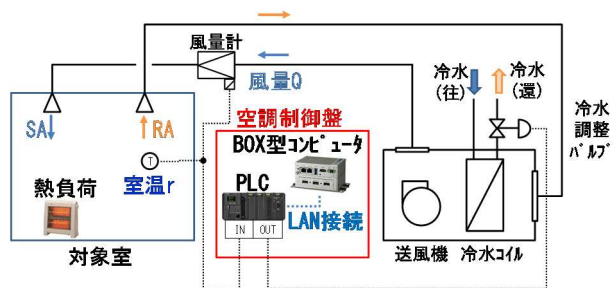 風量計
風量Q
冷水
(往)
冷水
(還)
冷水
調整
バルブ
SA
RA
空調制御盤
BOX型コンピュータ
PLC
LAN接続
IN
OUT
T
室温r
熱負荷
対象室
送風機
冷水コイル